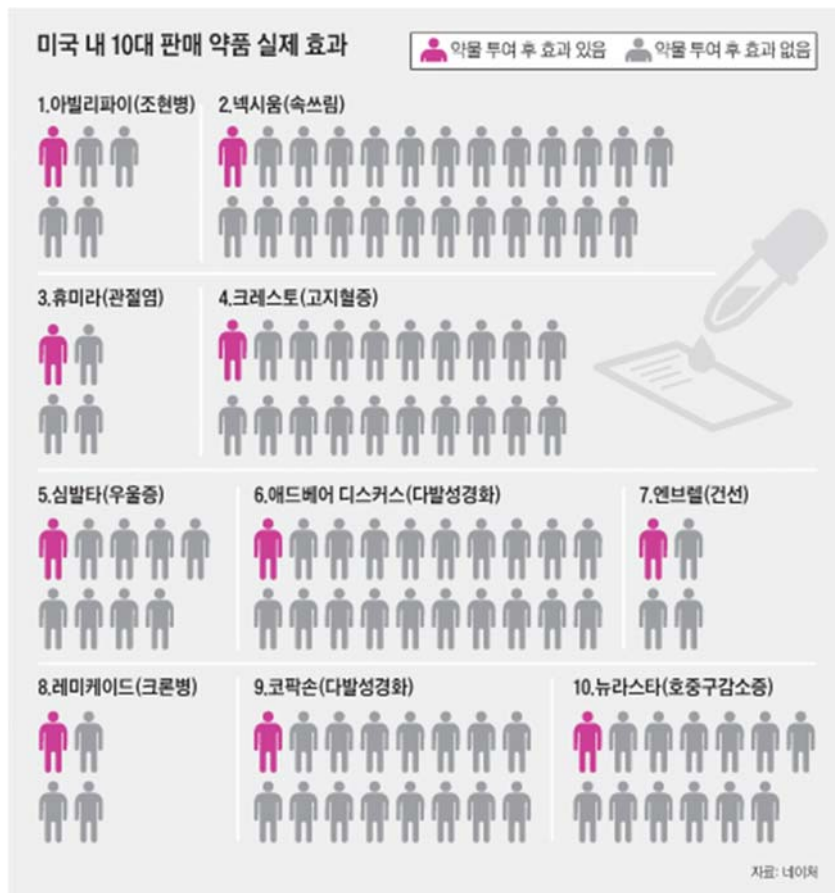 미국 내 10대 판매 약품 실제 효과
약물 투여 후 효과 있음 약물 투여 후 효과 없음
1.아빌리파이(조현병) 2.넥시움(속쓰림)
3.휴미라(관절염) 4.크레스토(고지혈증)
5.심발타(우울증) 6.애드베어 디스커스(다발성경화) 7.엔브렐(건선)
8.레미케이드(크론병) 9.코팍손(다발성경화) 10.뉴라스타(호중구감소증)
자료: 네이처